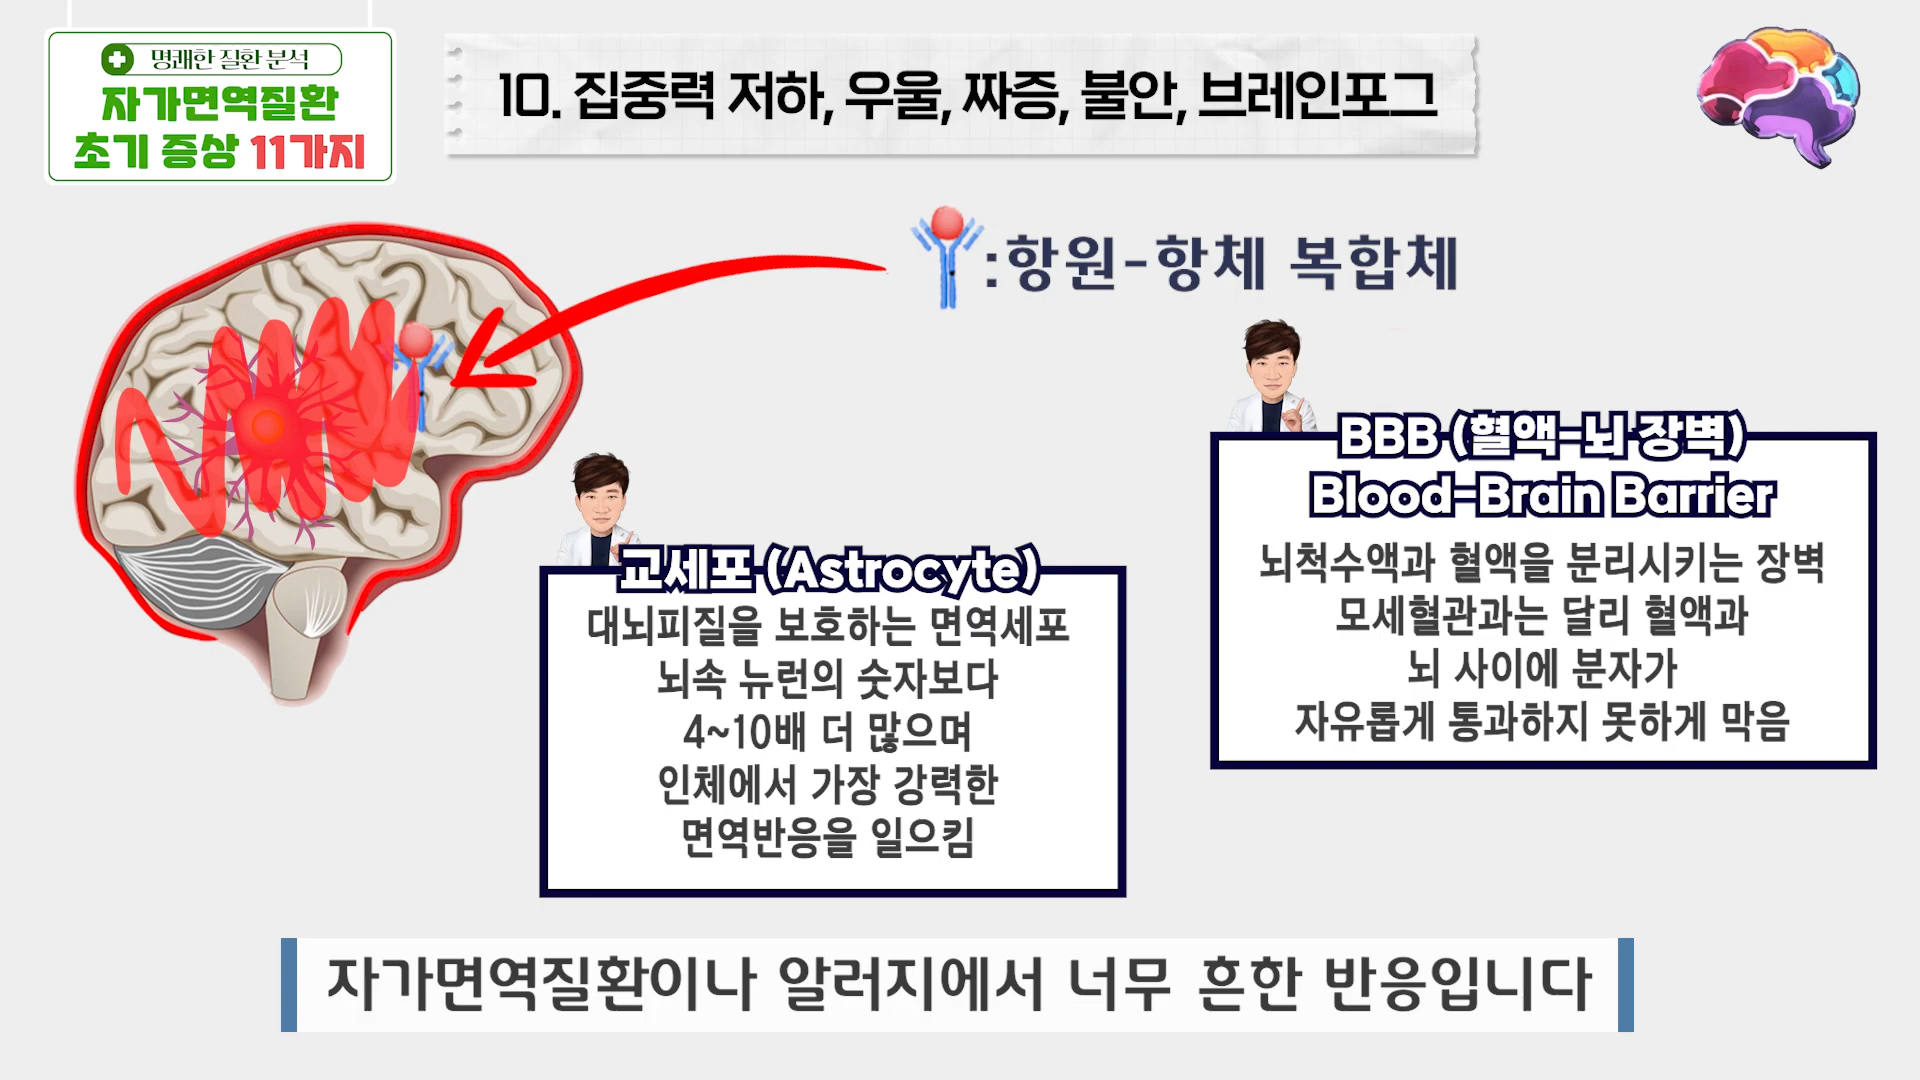 명쾌한 질환 분석
자가면역질환
초기 증상 11가지
10. 집중력 저하, 우울, 짜증, 불안, 브레인포그
:항원-항체 복합체
교세포 (Astrocyte)
대뇌피질을 보호하는 면역세포
뇌속 뉴런의 숫자보다
4~10배 더 많으며
인체에서 가장 강력한
면역반응을 일으킴
BBB (혈액-뇌 장벽)
Blood-Brain Barrier
뇌척수액과 혈액을 분리시키는 장벽
모세혈관과는 달리 혈액과
뇌 사이에 분자가
자유롭게 통과하지 못하게 막음
자가면역질환이나 알러지에서 너무 흔한 반응입니다